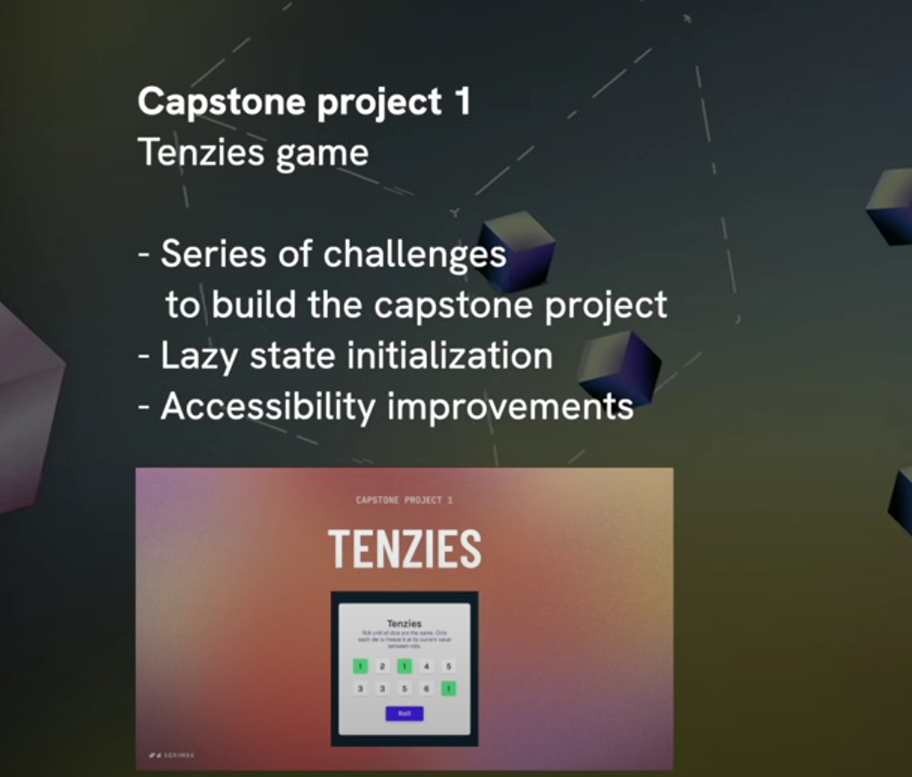 Capstone project 1
Tenzies game
- Series of challenges
to build the capstone project
- Lazy state initialization
- Accessibility improvements
CAPSTONE PROJECT 1
TENZIES
Tenzies
Roll until all dice are the same. Click
each die to freeze it at its current value
between rolls.
1 2 1 4 5
3 3 5 6 1
Roll
SCRIMBA